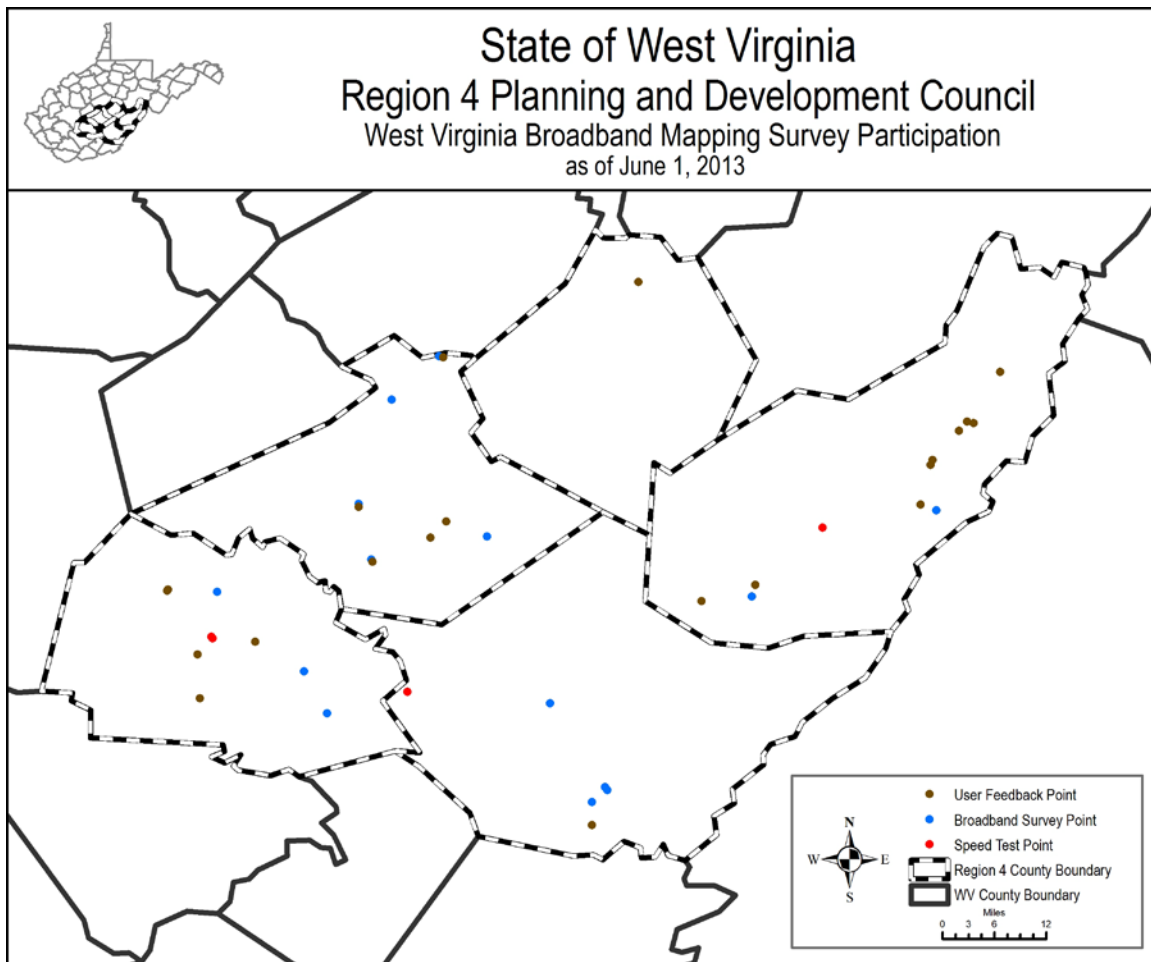 State of West Virginia
Region 4 Planning and Development Council
West Virginia Broadband Mapping Survey Participation
as of June 1, 2013
User Feedback Point
Broadband Survey Point
Speed Test Point
Region 4 County Boundary
WV County Boundary
N
W E
S
Miles
0 3 6 12